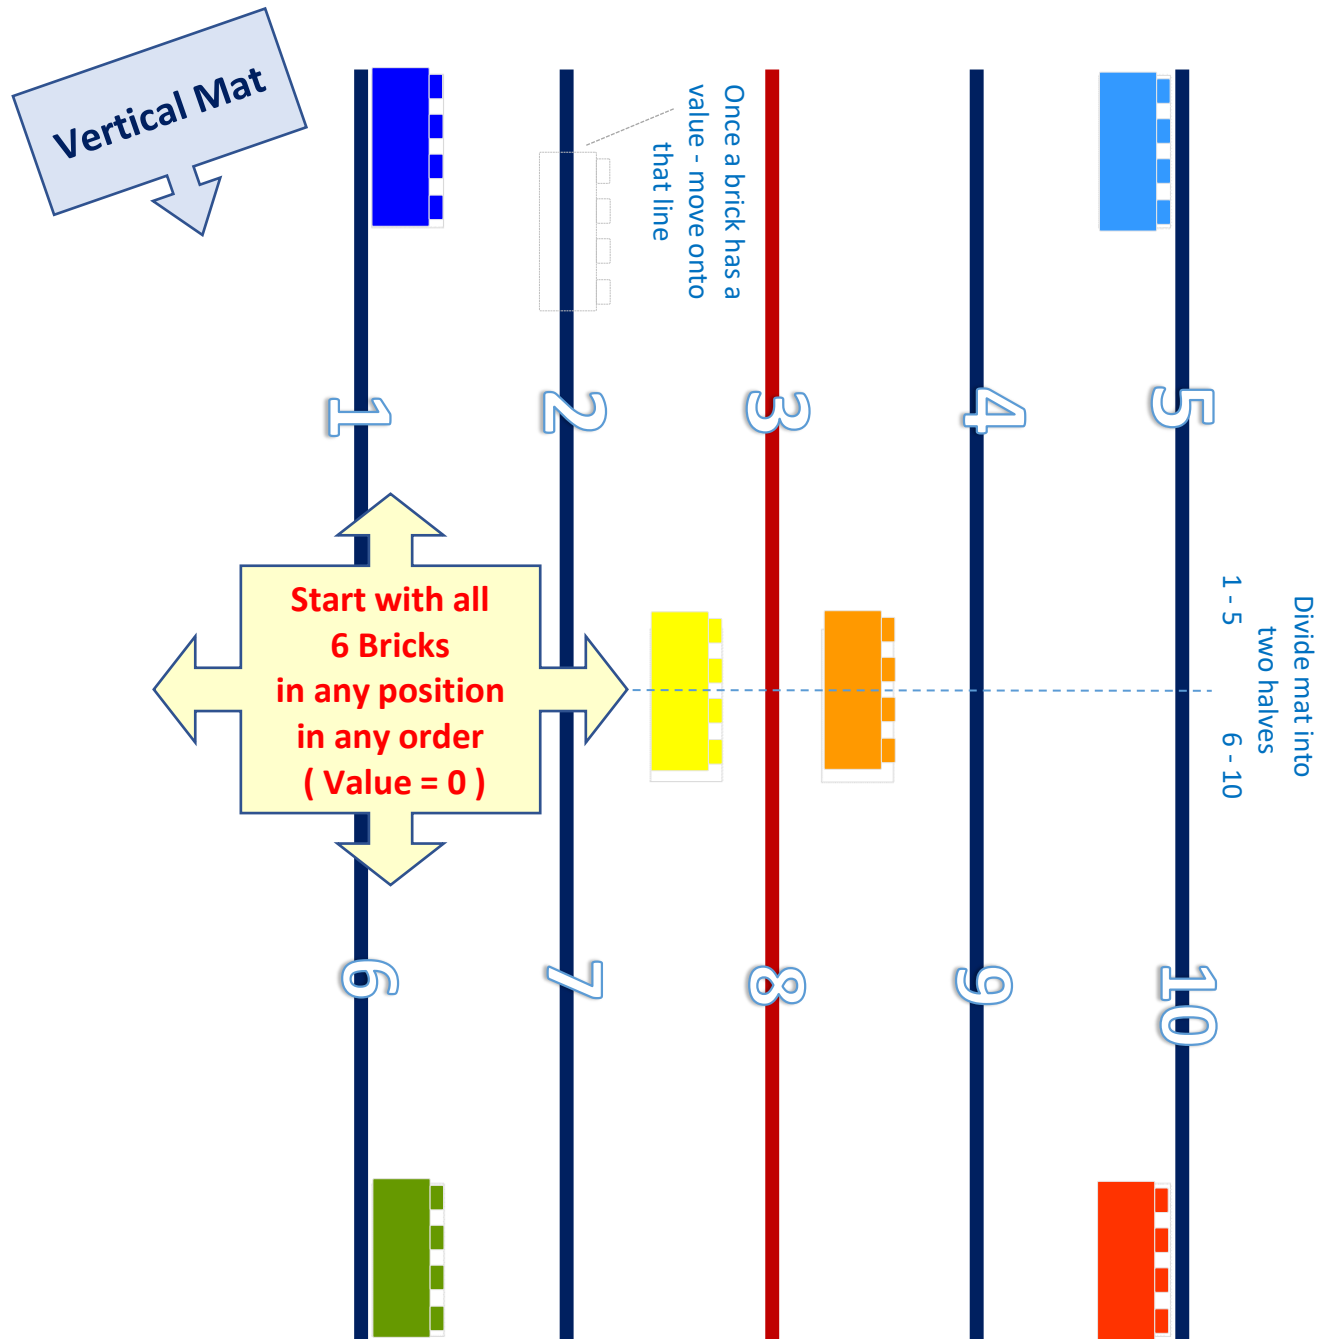 Vertical Mat
Once a brick has a
value - move onto
that line
1
2
3
4
5
Start with all
6 Bricks
in any position
in any order
( Value = 0 )
Divide mat into
two halves
1 - 5 6 - 10
6
7
8
9
10